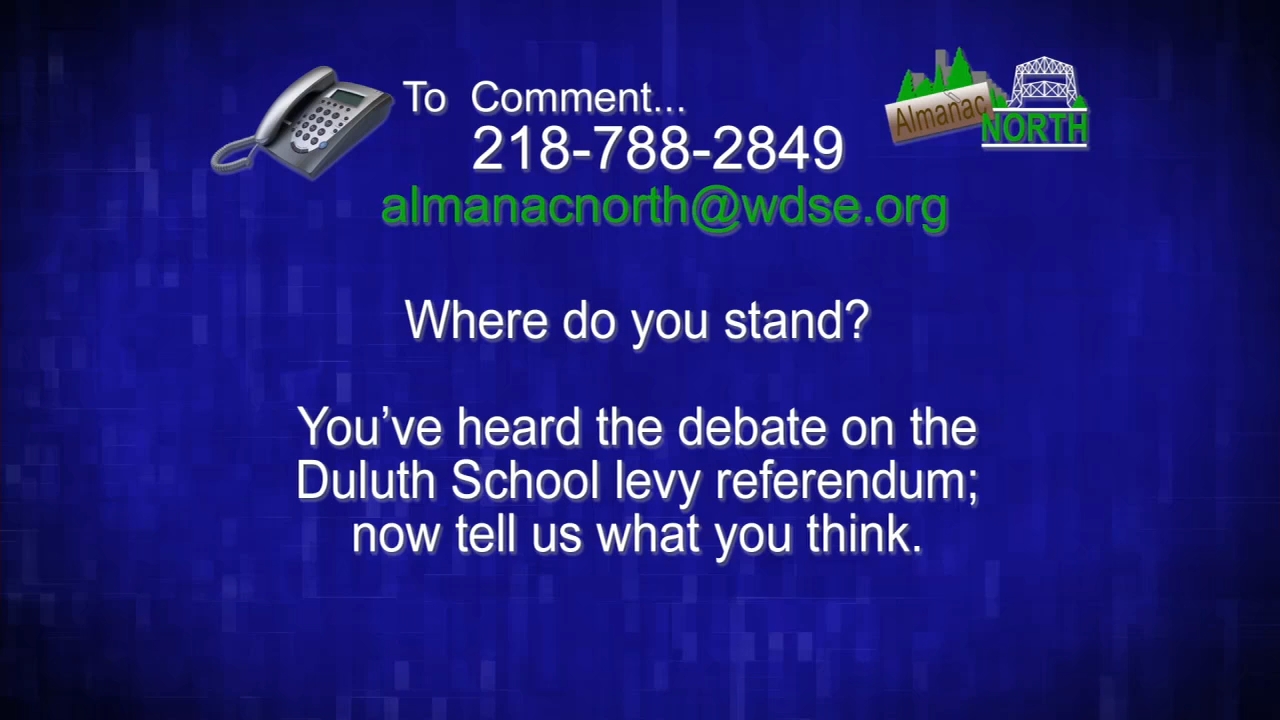 To Comment...
218-788-2849
almanacnorth@wdse.org
Almanac
NORTH
Where do you stand?
You’ve heard the debate on the
Duluth School levy referendum;
now tell us what you think.